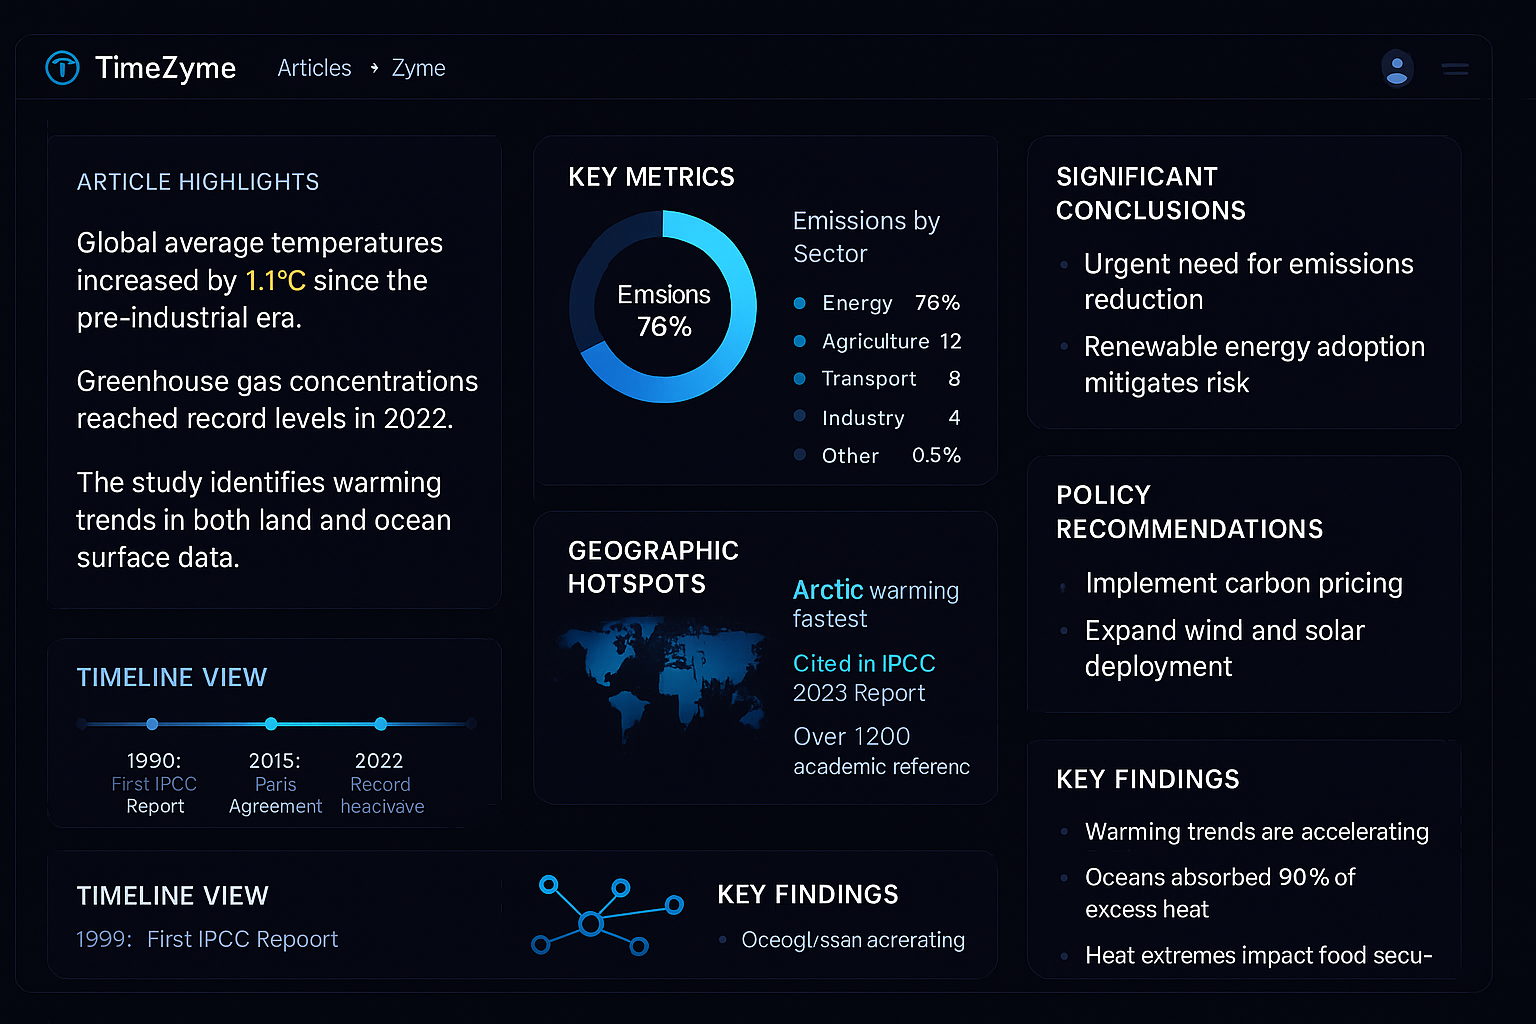 TimeZyme Articles → Zyme
ARTICLE HIGHLIGHTS
Global average temperatures
increased by 1.1°C since the
pre-industrial era.
Greenhouse gas concentrations
reached record levels in 2022.
The study identifies warming
trends in both land and ocean
surface data.
TIMELINE VIEW
1990:
First IPCC
Report
2015:
Paris
Agreement
2022
Record
heacivave
TIMELINE VIEW
1999: First IPCC Repoort
KEY METRICS
Emsions
76%
Emissions by
Sector
Energy 76%
Agriculture 12
Transport 8
Industry 4
Other 0.5%
GEOGRAPHIC
HOTSPOTS
Arctic warming
fastest
Cited in IPCC
2023 Report
Over 1200
academic referenc
KEY FINDINGS
Oceogl/ssan acrerating
SIGNIFICANT
CONCLUSIONS
Urgent need for emissions
reduction
Renewable energy adoption
mitigates risk
POLICY
RECOMMENDATIONS
Implement carbon pricing
Expand wind and solar
deployment
KEY FINDINGS
Warming trends are accelerating
Oceans absorbed 90% of
excess heat
Heat extremes impact food secu-